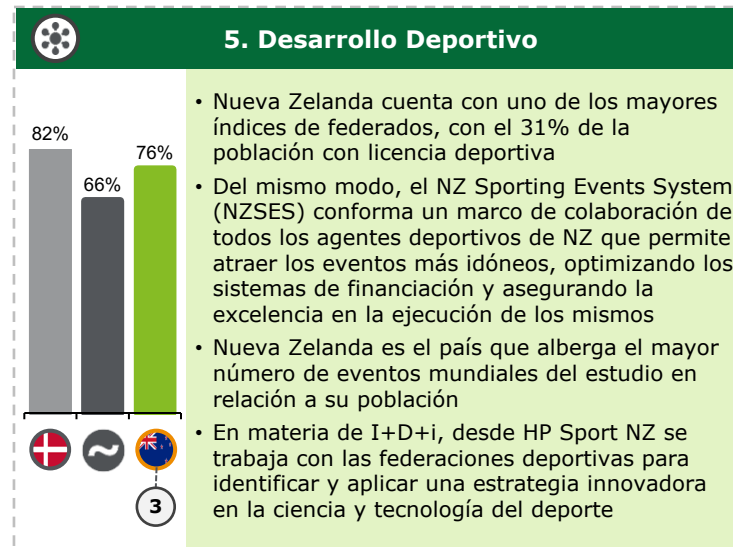 5. Desarrollo Deportivo
82%
66%
76%
3
• Nueva Zelanda cuenta con uno de los mayores
índices de federados, con el 31% de la
población con licencia deportiva
• Del mismo modo, el NZ Sporting Events System
(NZSES) conforma un marco de colaboración de
todos los agentes deportivos de NZ que permite
atraer los eventos más idóneos, optimizando los
sistemas de financiación y asegurando la
excelencia en la ejecución de los mismos
• Nueva Zelanda es el país que alberga el mayor
número de eventos mundiales del estudio en
relación a su población
• En materia de I+D+i, desde HP Sport NZ se
trabaja con las federaciones deportivas para
identificar y aplicar una estrategia innovadora
en la ciencia y tecnología del deporte